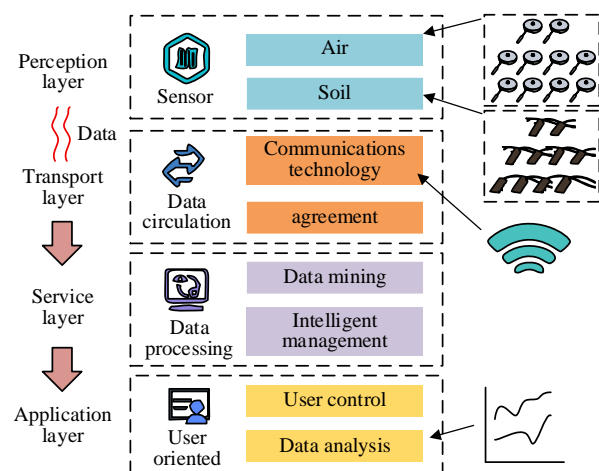 Perception
layer
Data
Transport
layer
Service
layer
Application
layer
Sensor
Air
Soil
Data
circulation
Communications
technology
agreement
Data
processing
Data mining
Intelligent
management
User
oriented
User control
Data analysis